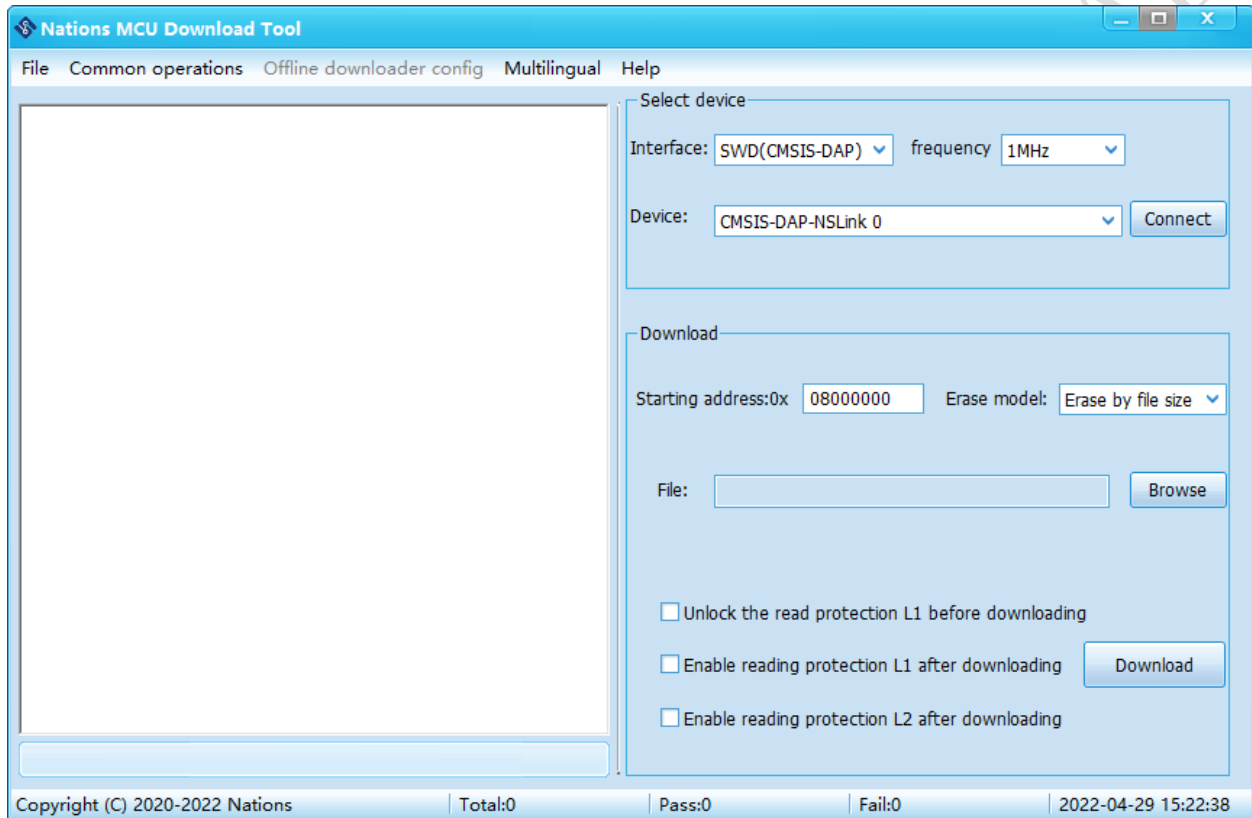 Nations MCU Download Tool
File Common operations Offline downloader config Multilingual Help
Select device
Interface: SWD(CMSIS-DAP) frequency 1MHz
Device: CMSIS-DAP-NSLink 0 Connect
Download
Starting address:0x 08000000 Erase model: Erase by file size
File: Browse
Unlock the read protection L1 before downloading
Enable reading protection L1 after downloading Download
Enable reading protection L2 after downloading
Copyright (C) 2020-2022 Nations Total:0 Pass:0 Fail:0 2022-04-29 15:22:38